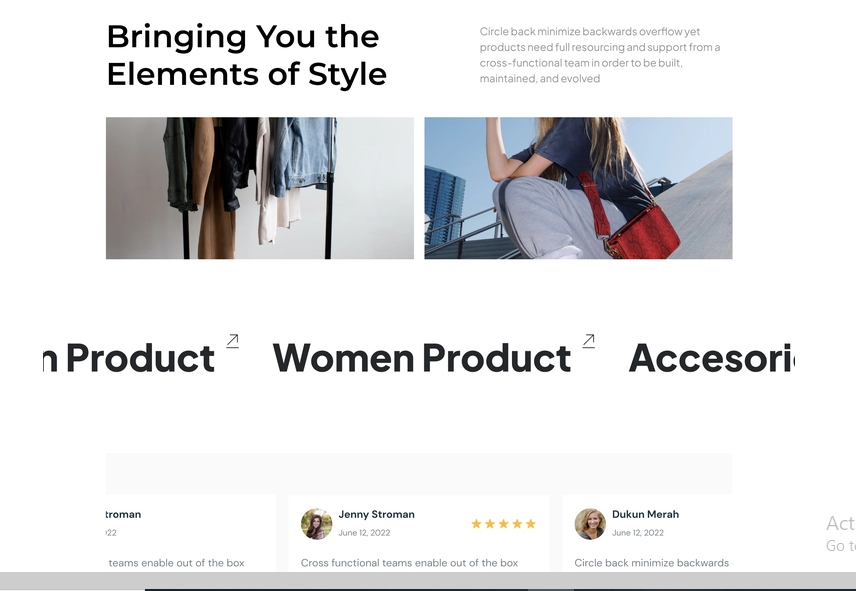 Bringing You the
Elements of Style
Circle back minimize backwards overflow yet
products need full resourcing and support from a
cross-functional team in order to be built,
maintained, and evolved
n Product
Women Product
Accesori
troman
022
teams enable out of the box
Jenny Stroman
June 12, 2022
Cross functional teams enable out of the box
Dukun Merah
June 12, 2022
Circle back minimize backwards
Act
Go to